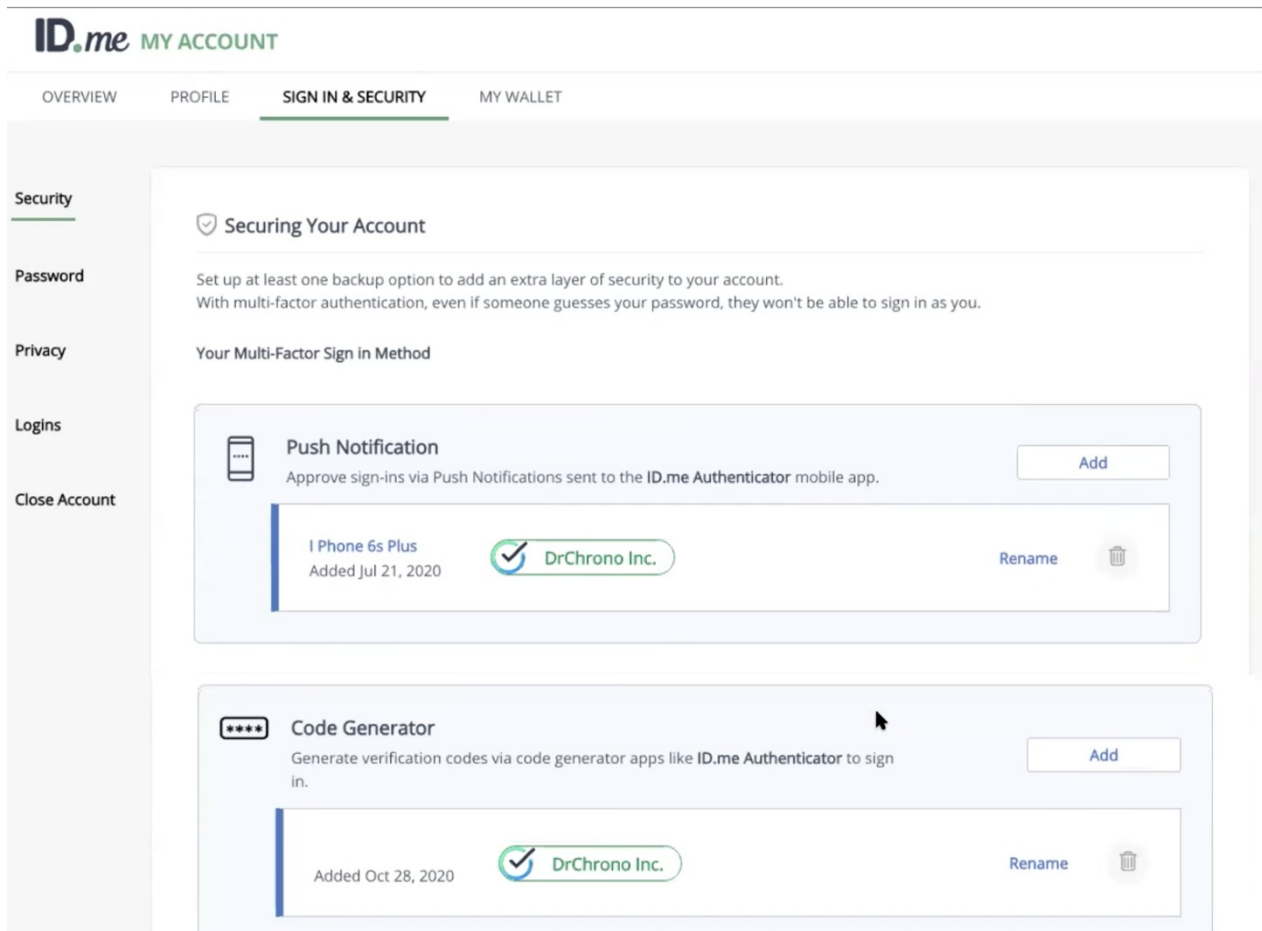 ID.me MY ACCOUNT
OVERVIEW PROFILE SIGN IN & SECURITY MY WALLET
Security
Password
Privacy
Logins
Close Account
Securing Your Account
Set up at least one backup option to add an extra layer of security to your account.
With multi-factor authentication, even if someone guesses your password, they won't be able to sign in as you.
Your Multi-Factor Sign in Method
Push Notification
Approve sign-ins via Push Notifications sent to the ID.me Authenticator mobile app.
Add
I Phone 6s Plus
Added Jul 21, 2020
DrChrono Inc.
Rename
****
Code Generator
Generate verification codes via code generator apps like ID.me Authenticator to sign
in.
Add
Added Oct 28, 2020
DrChrono Inc.
Rename